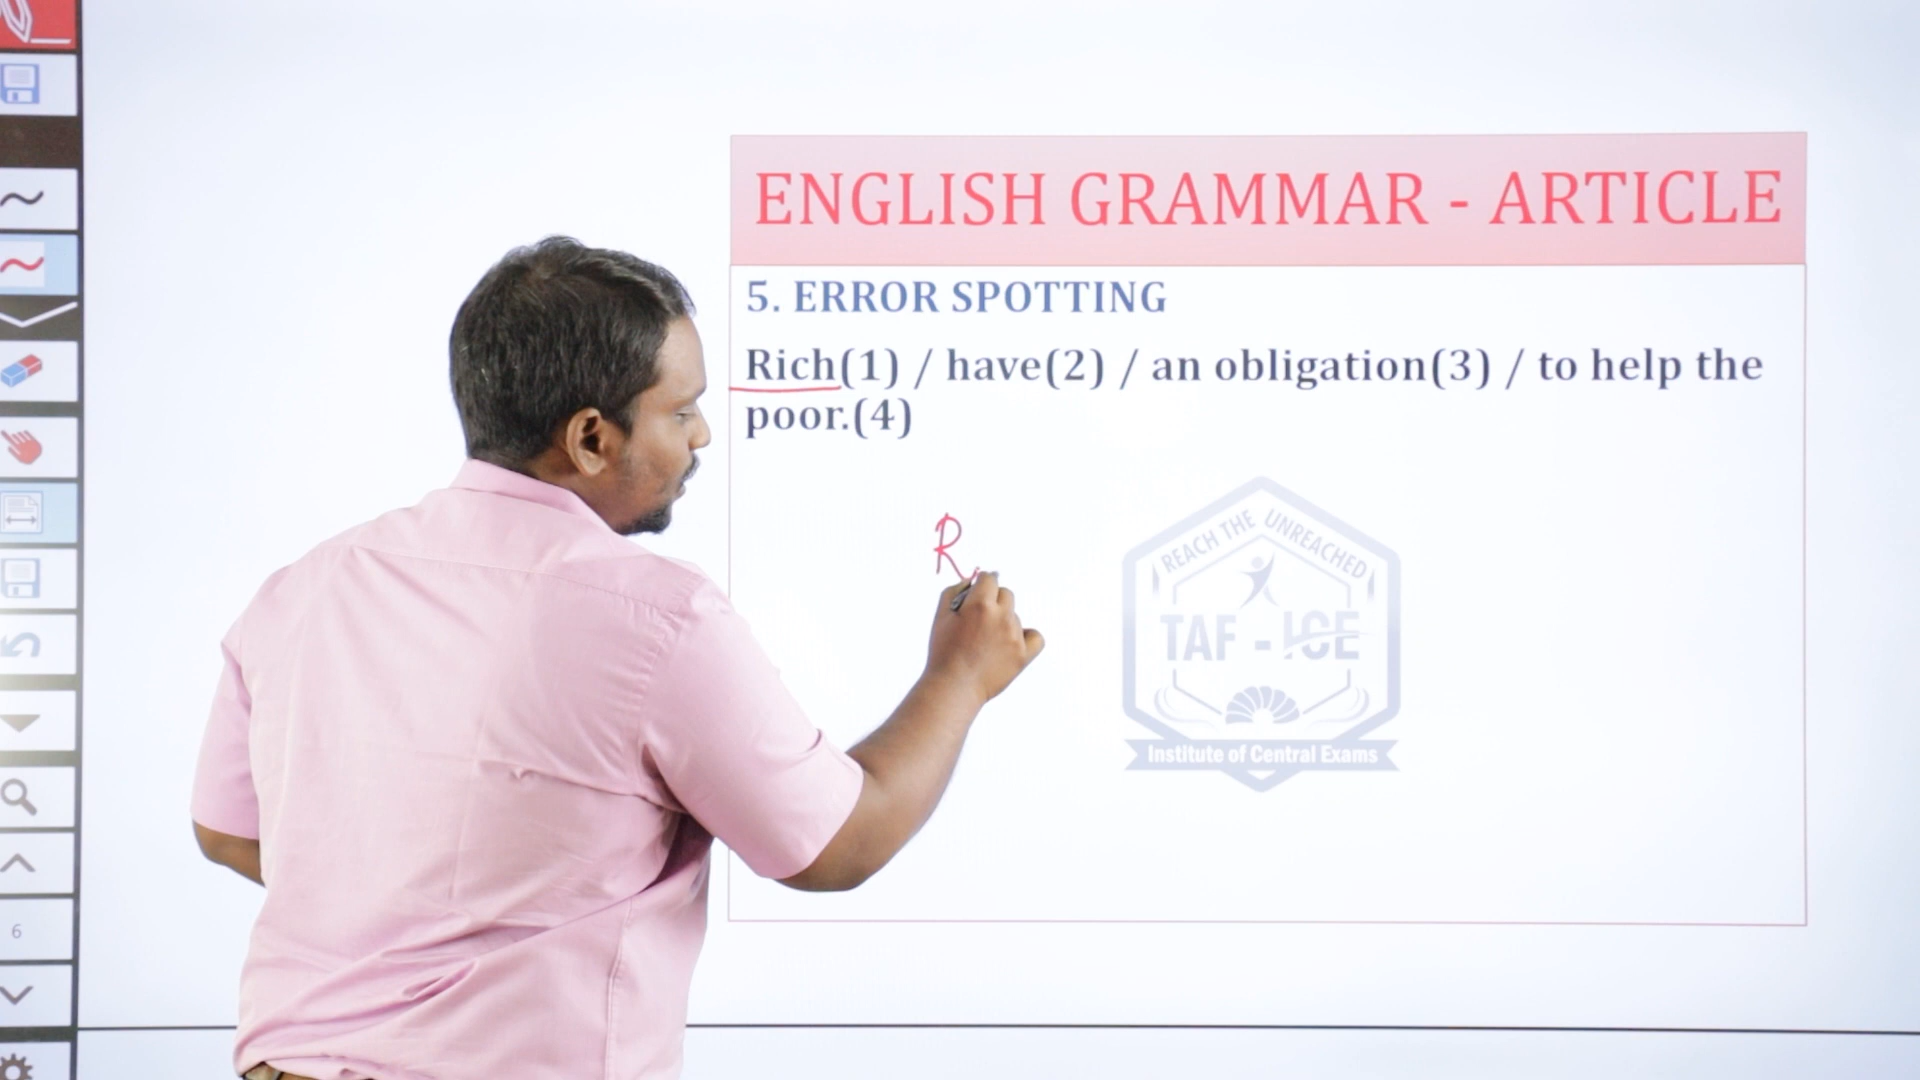 ENGLISH GRAMMAR - ARTICLE
5. ERROR SPOTTING
Rich(1) / have(2) / an obligation(3) / to help the
poor.(4)
R
REACH THE UNREACHED
TAF - ICE
Institute of Central Exams
6